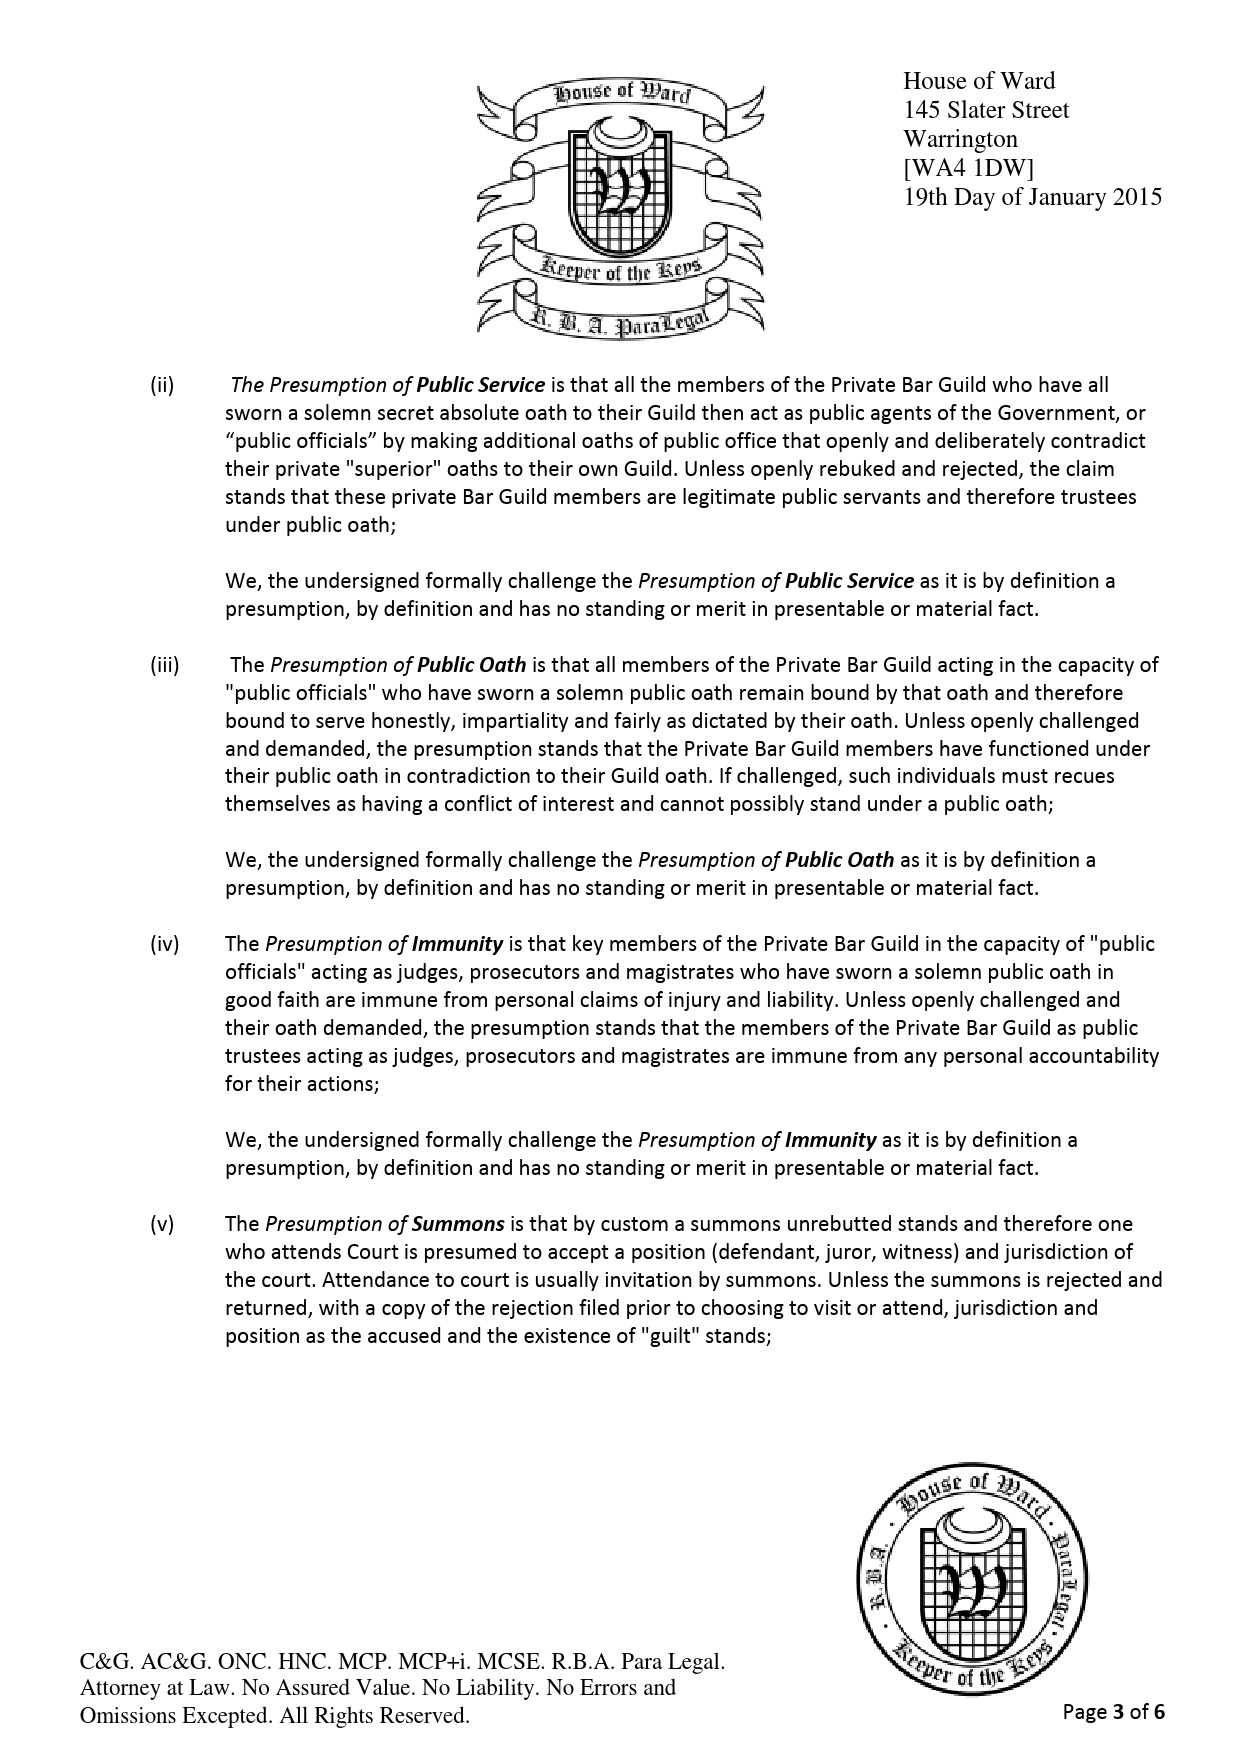 House of Ward
Keeper of the Keys
R. B. A. ParaLegal
House of Ward
145 Slater Street
Warrington
[WA4 1DW]
19th Day of January 2015
(ii) The Presumption of Public Service is that all the members of the Private Bar Guild who have all
sworn a solemn secret absolute oath to their Guild then act as public agents of the Government, or
“public officials” by making additional oaths of public office that openly and deliberately contradict
their private "superior" oaths to their own Guild. Unless openly rebuked and rejected, the claim
stands that these private Bar Guild members are legitimate public servants and therefore trustees
under public oath;
We, the undersigned formally challenge the Presumption of Public Service as it is by definition a
presumption, by definition and has no standing or merit in presentable or material fact.
(iii) The Presumption of Public Oath is that all members of the Private Bar Guild acting in the capacity of
"public officials" who have sworn a solemn public oath remain bound by that oath and therefore
bound to serve honestly, impartiality and fairly as dictated by their oath. Unless openly challenged
and demanded, the presumption stands that the Private Bar Guild members have functioned under
their public oath in contradiction to their Guild oath. If challenged, such individuals must recues
themselves as having a conflict of interest and cannot possibly stand under a public oath;
We, the undersigned formally challenge the Presumption of Public Oath as it is by definition a
presumption, by definition and has no standing or merit in presentable or material fact.
(iv) The Presumption of Immunity is that key members of the Private Bar Guild in the capacity of "public
officials" acting as judges, prosecutors and magistrates who have sworn a solemn public oath in
good faith are immune from personal claims of injury and liability. Unless openly challenged and
their oath demanded, the presumption stands that the members of the Private Bar Guild as public
trustees acting as judges, prosecutors and magistrates are immune from any personal accountability
for their actions;
We, the undersigned formally challenge the Presumption of Immunity as it is by definition a
presumption, by definition and has no standing or merit in presentable or material fact.
(v) The Presumption of Summons is that by custom a summons unrebutted stands and therefore one
who attends Court is presumed to accept a position (defendant, juror, witness) and jurisdiction of
the court. Attendance to court is usually invitation by summons. Unless the summons is rejected and
returned, with a copy of the rejection filed prior to choosing to visit or attend, jurisdiction and
position as the accused and the existence of "guilt" stands;
R.B.A. · House of Ward · ParaLegal · Keeper of the Keys ·
W
C&G. AC&G. ONC. HNC. MCP. MCP+i. MCSE. R.B.A. Para Legal.
Attorney at Law. No Assured Value. No Liability. No Errors and
Omissions Excepted. All Rights Reserved.
Page 3 of 6